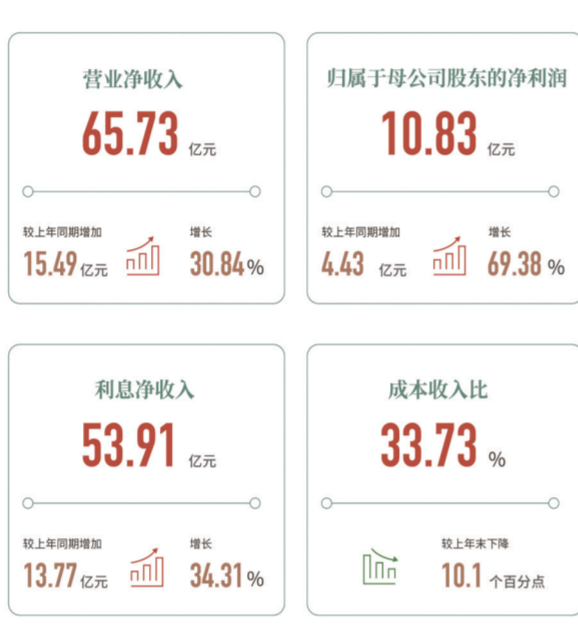 营业净收入
65.73 亿元
较上年同期增加
15.49亿元
增长
30.84%
归属于母公司股东的净利润
10.83 亿元
较上年同期增加
4.43 亿元
增长
69.38 %
利息净收入
53.91 亿元
较上年同期增加
13.77亿元
增长
34.31%
成本收入比
33.73 %
较上年末下降
10.1 个百分点